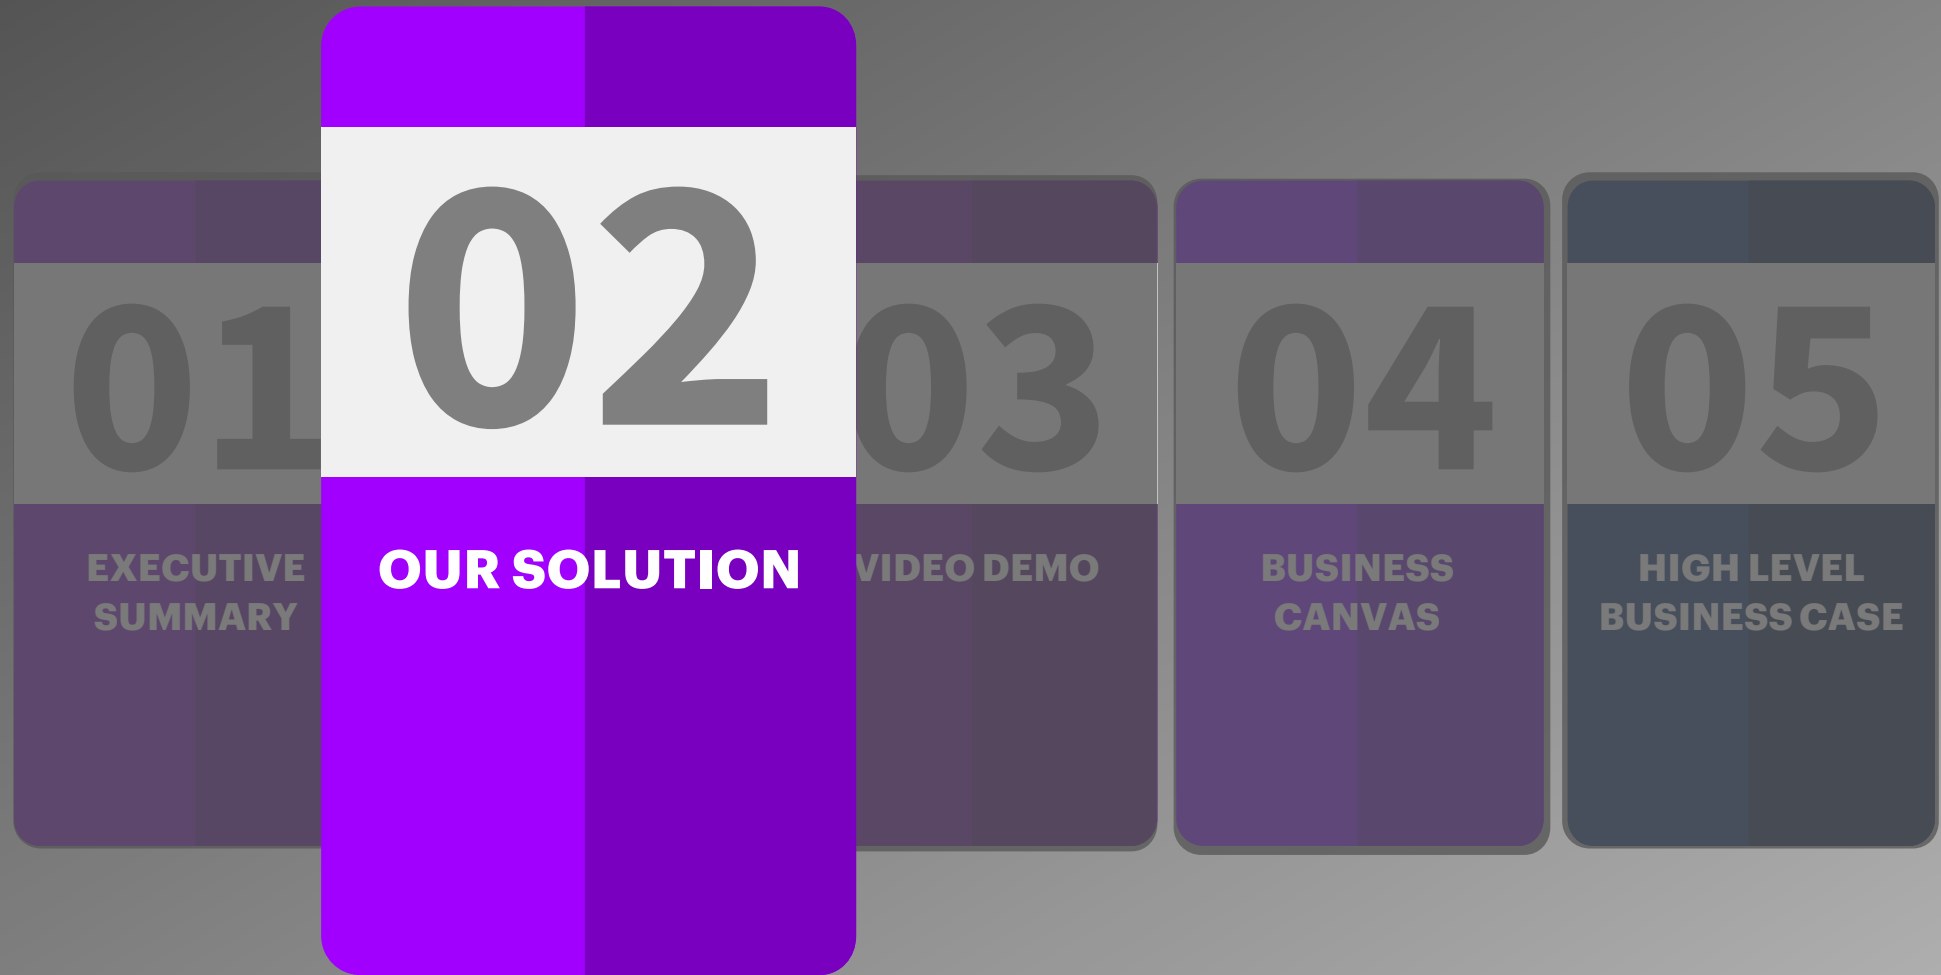 01
EXECUTIVE
SUMMARY
02
OUR SOLUTION
03
VIDEO DEMO
04
BUSINESS
CANVAS
05
HIGH LEVEL
BUSINESS CASE